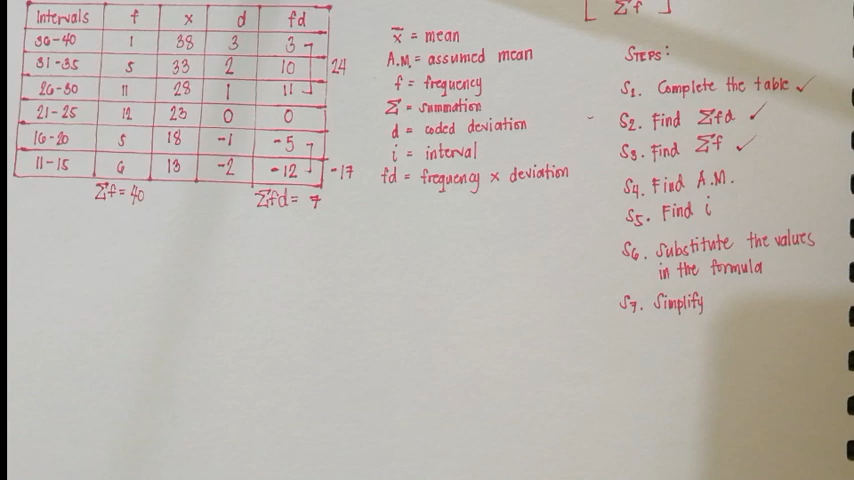 Intervals f x d fd
36-40 1 38 3 3
31-35 5 33 2 10 24
26-30 11 28 1 11
21-25 12 23 0 0
16-20 5 18 -1 -5
11-15 6 13 -2 -12 -17
Σf = 40 Σfd = 7
x̄ = mean
A.M. = assumed mean
f = frequency
Σ = summation
d = coded deviation
i = interval
fd = frequency x deviation
[ Σf ]
STEPS:
S1. Complete the table ✓
S2. Find Σfd ✓
S3. Find Σf ✓
S4. Find A.M.
S5. Find i
S6. Substitute the values
in the formula
S7. Simplify